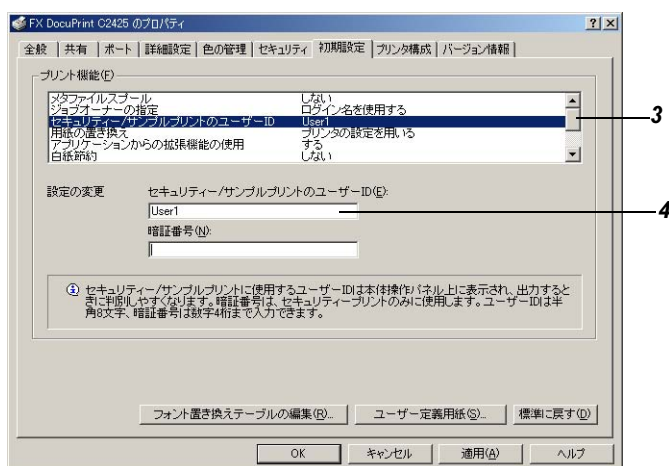 FX DocuPrint C2425 のプロパティ
全般 共有 ポート 詳細設定 色の管理 セキュリティ 初期設定 プリンタ構成 バージョン情報
プリント機能(F)
メタファイルスプール しない
ジョブオーナーの指定 ログイン名を使用する
セキュリティー/サンプルプリントのユーザーID User1
用紙の置き換え プリンタの設定を用いる
アプリケーションからの拡張機能の使用 する
白紙節約 しない
3
設定の変更 セキュリティー/サンプルプリントのユーザーID(E):
User1
4
暗証番号(N):
セキュリティー/サンプルプリントに使用するユーザーIDは本体操作パネル上に表示され、出力すると
きに判別しやすくなります。暗証番号は、セキュリティープリントのみに使用します。ユーザーIDは半
角8文字、暗証番号は数字4桁まで入力できます。
フォント置き換えテーブルの編集(R)... ユーザー定義用紙(S)... 標準に戻す(D)
OK キャンセル 適用(A) ヘルプ